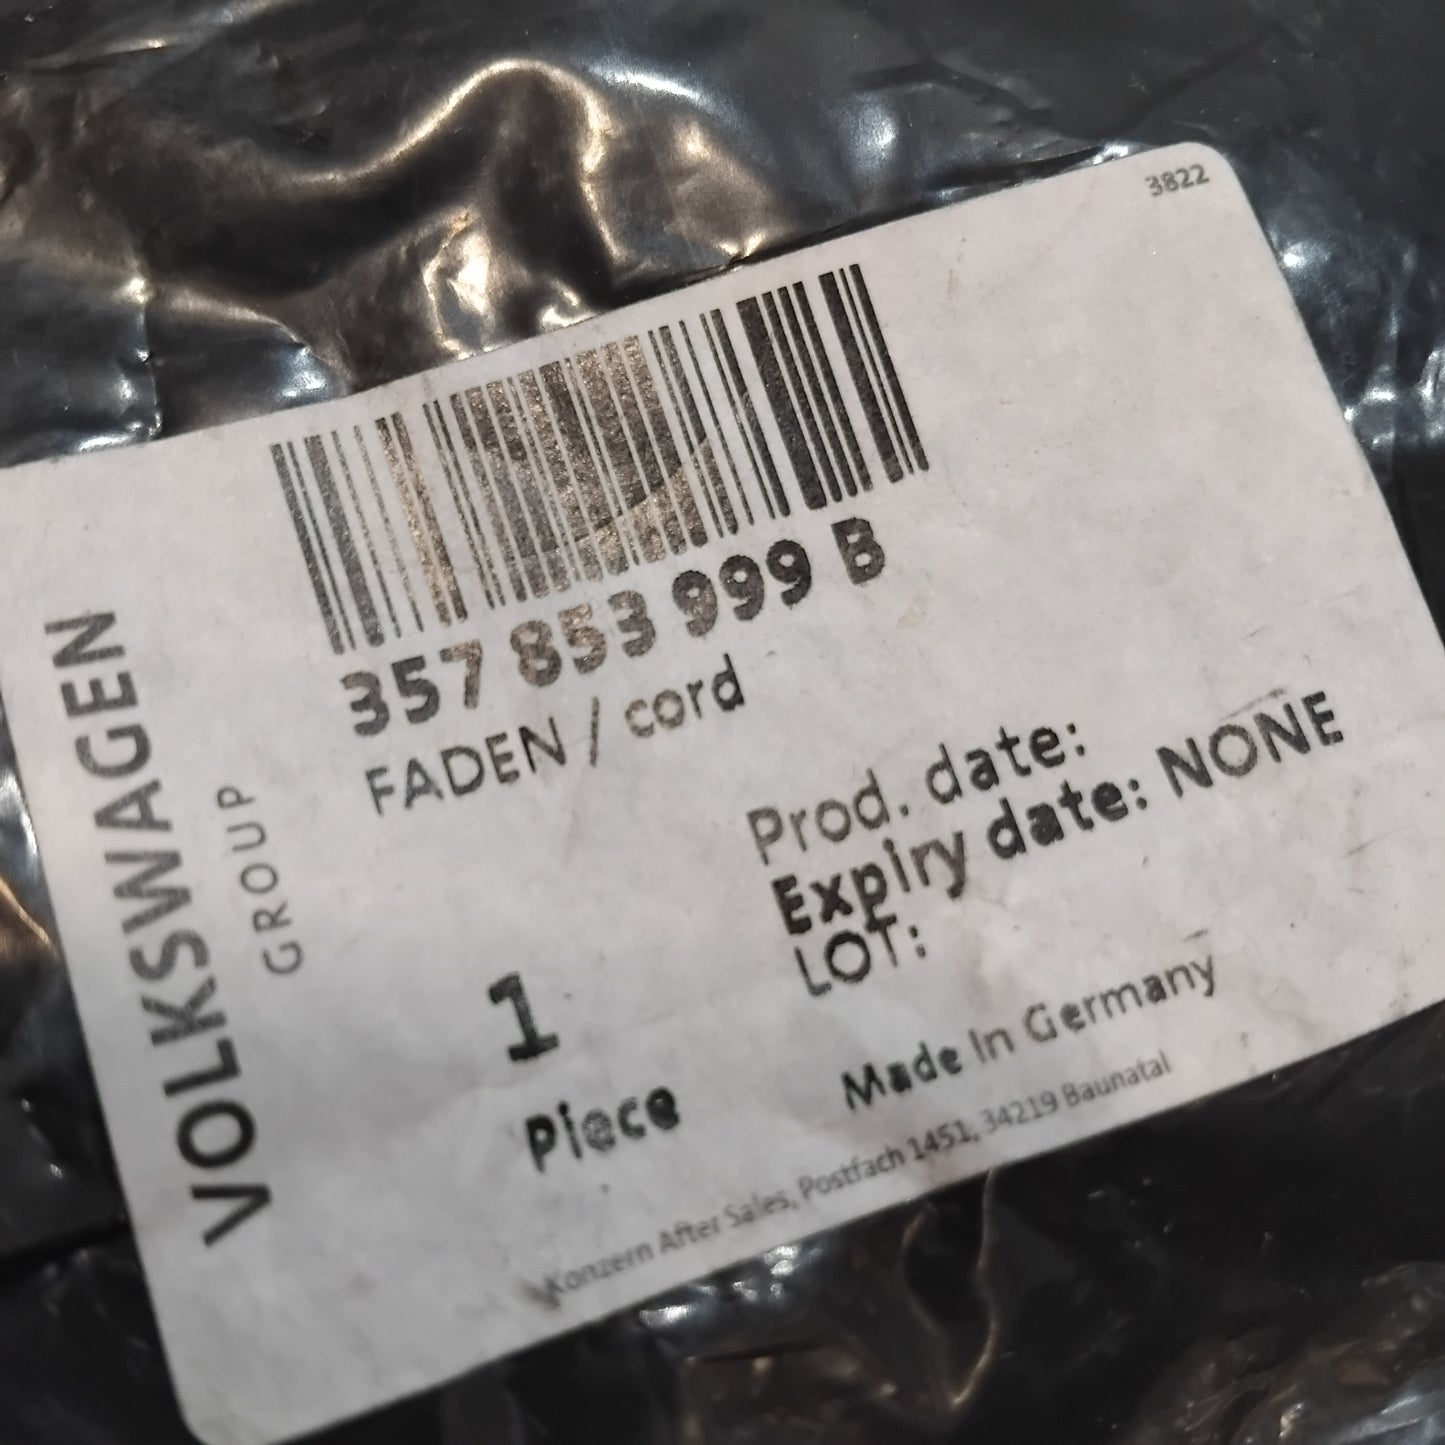 3822
357 853 999 B
FADEN / cord
VOLKSWAGEN
GROUP
Prod. date:
Expiry date: NONE
LOT:
1
Piece
Made in Germany
Konzern After Sales, Postfach 1451, 34219 Baunatal